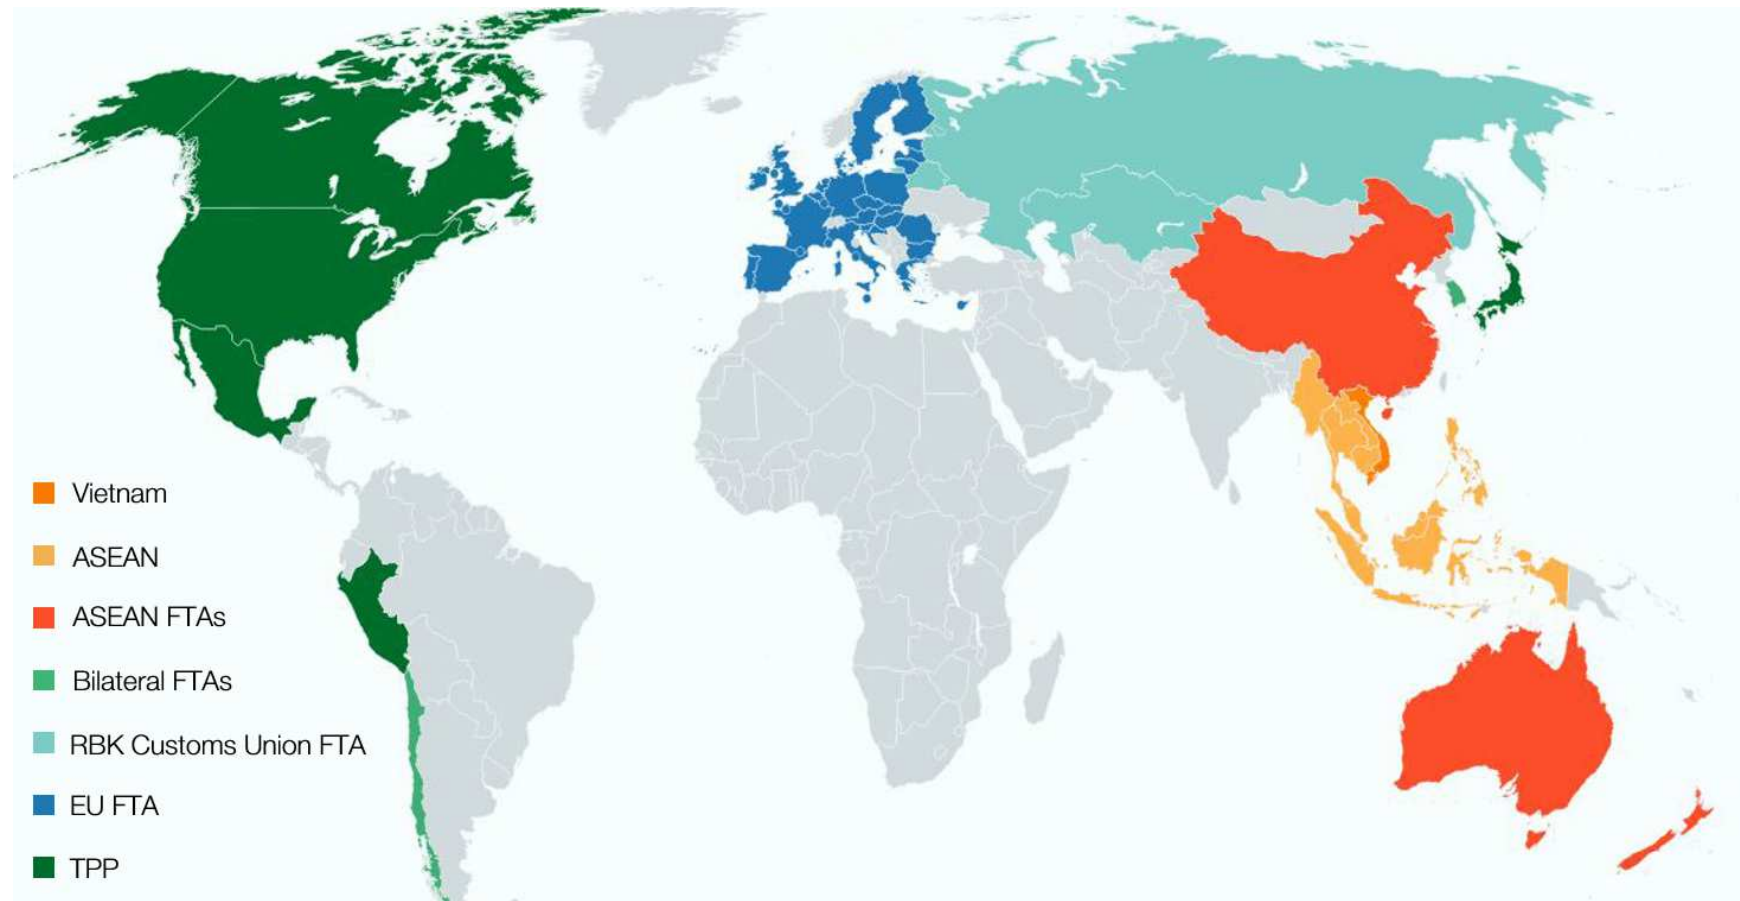 Vietnam
ASEAN
ASEAN FTAs
Bilateral FTAs
RBK Customs Union FTA
EU FTA
TPP